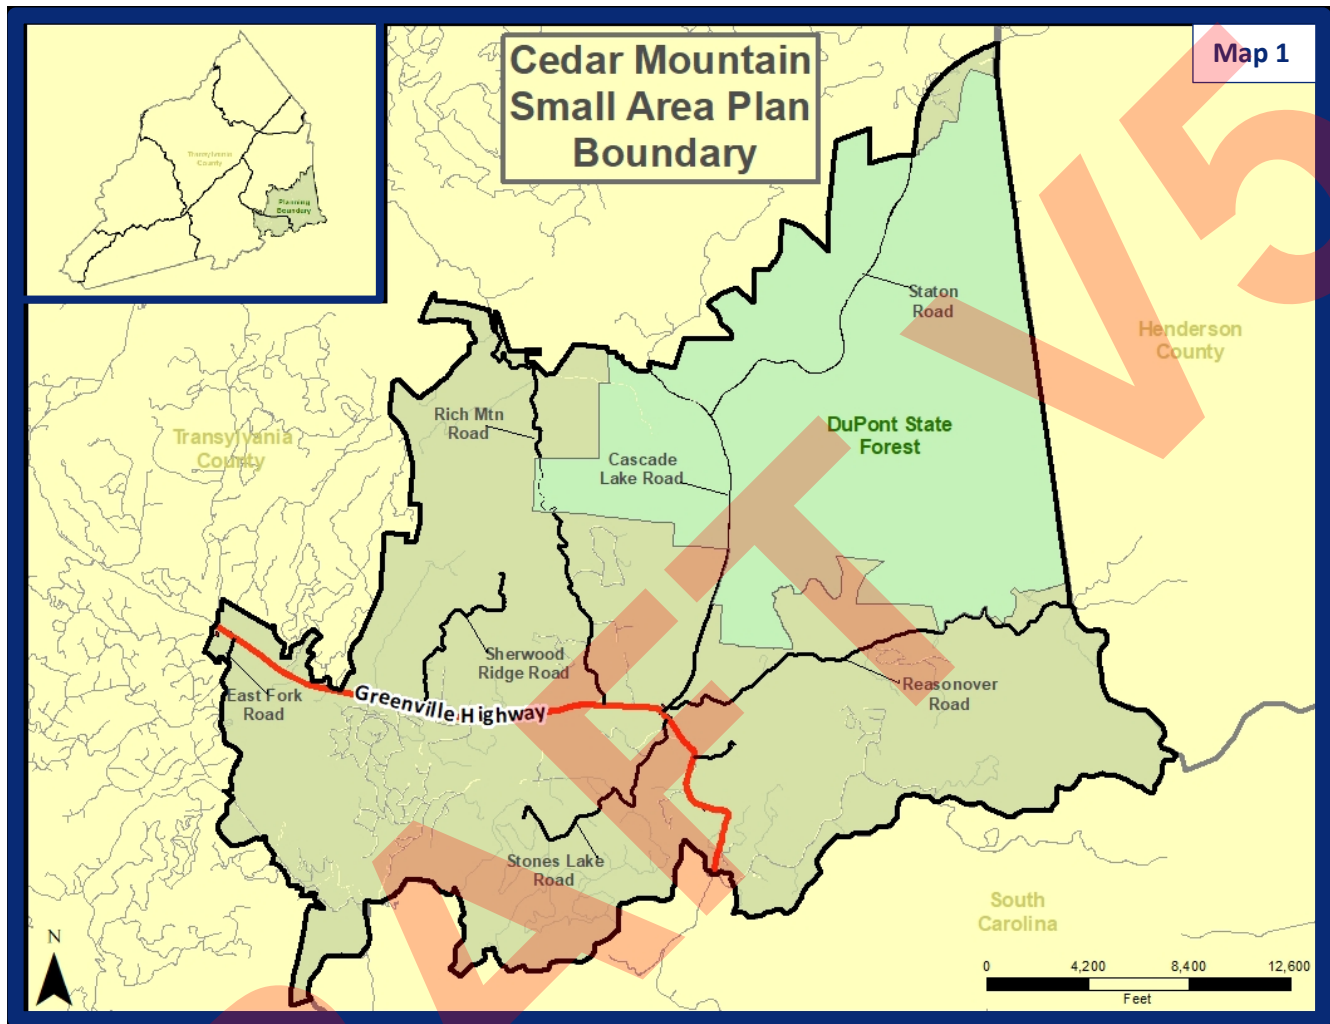 Cedar Mountain
Small Area Plan
Boundary
Map 1
Transylvania
County
Planning
Boundary
Staton
Road
Henderson
County
Rich Mtn
Road
Transylvania
County
DuPont State
Forest
Cascade
Lake Road
Sherwood
Ridge Road
East Fork
Road
Greenville Highway
Reasonover
Road
Stones Lake
Road
South
Carolina
N
0 4,200 8,400 12,600
Feet
DRAFT V5